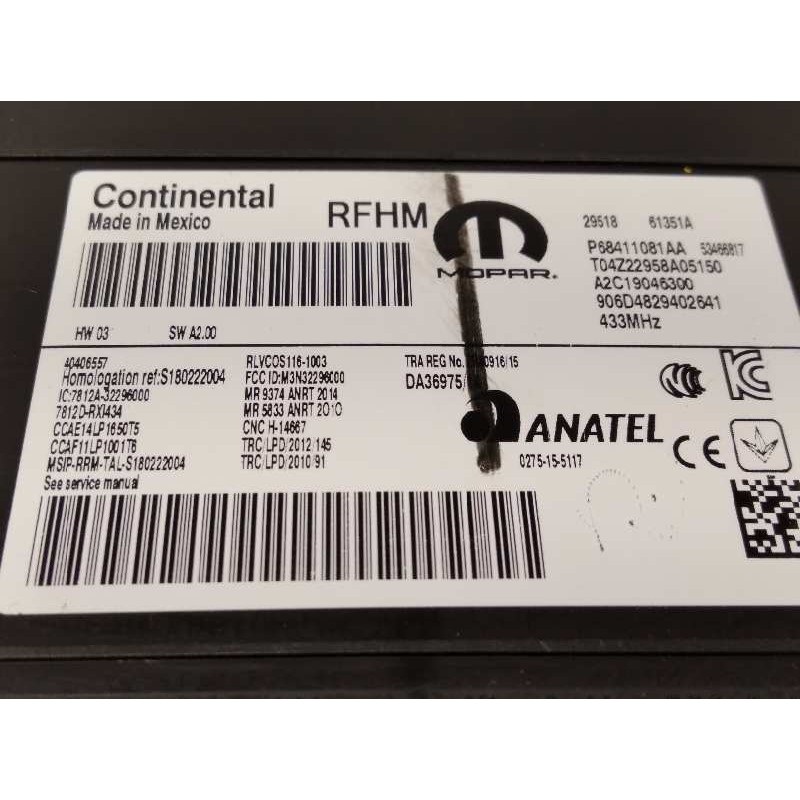 Continental
Made in Mexico
RFHM
MOPAR.
29518 61351A
P68411081AA 53466817
T04Z22958A05150
A2C19046300
906D4829402641
433MHz
HW 03 SW A2.00
40406557
Homologation ref:S180222004
IC:7812A-32296000
7812D-RXI434
CCAE14LP1650T5
CCAF11LP1001T6
MSIP-RRM-TAL-S180222004
See service manual
RLVCOS116-1003
FCC ID:M3N32296000
MR 9374 ANRT 2014
MR 5833 ANRT 2010
CNC H-14667
TRC/LPD/2012/145
TRC/LPD/2010/91
TRA REG No.
DA36975/
ANATEL
0275-15-5117
CCC
CE